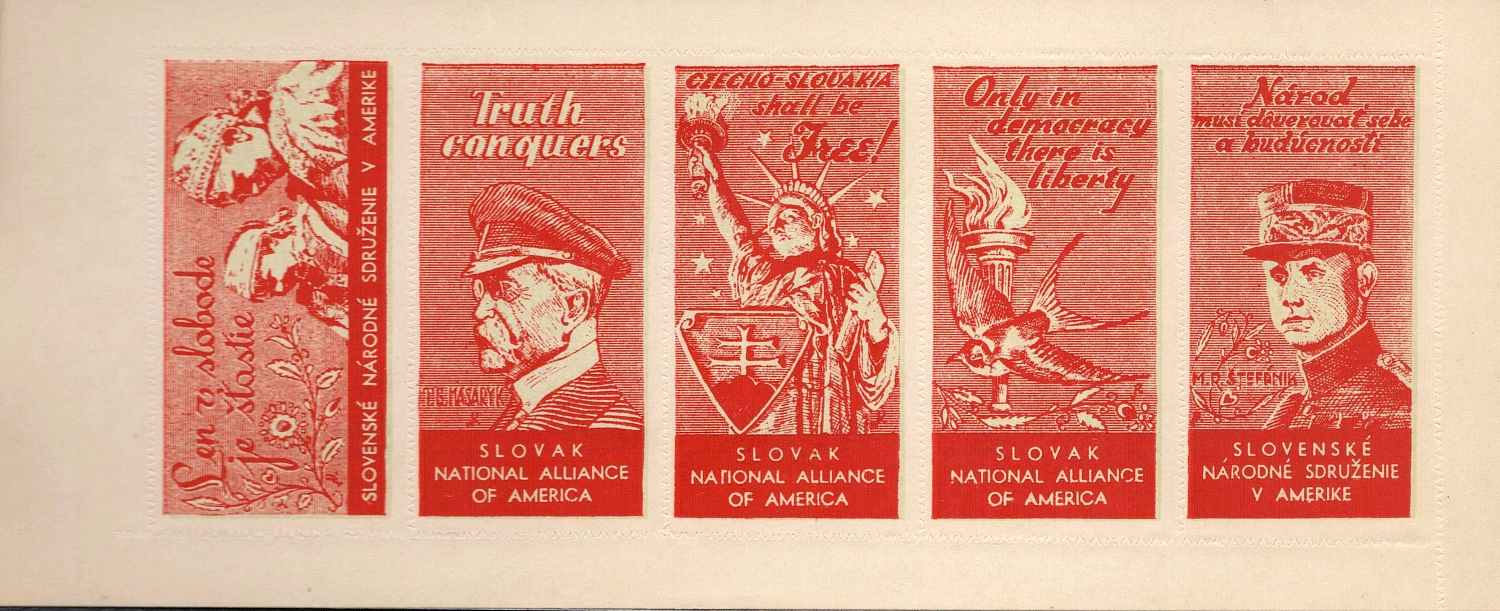 Len v slobode
je šťastie
SLOVENSKÉ NÁRODNÉ SDRUŽENIE V AMERIKE
Truth
conquers
T.G. MASARYK
SLOVAK
NATIONAL ALLIANCE
OF AMERICA
CZECHO-SLOVAKIA
shall be
FREE!
SLOVAK
NATIONAL ALLIANCE
OF AMERICA
Only in
democracy
there is
liberty
SLOVAK
NATIONAL ALLIANCE
OF AMERICA
Národ
musí dôverovať sebe
a budúcnosti
M.R. ŠTEFÁNIK
SLOVENSKÉ
NÁRODNÉ SDRUŽENIE
V AMERIKE